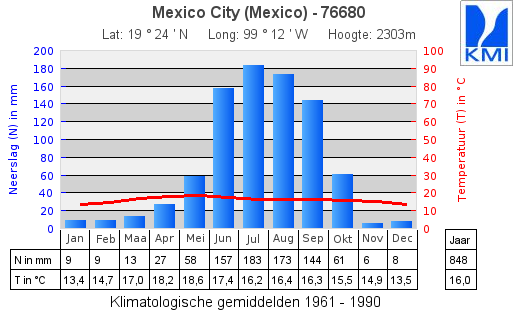 Mexico City (Mexico) - 76680
Lat: 19 ° 24 ' N Long: 99 ° 12 ' W Hoogte: 2303m
KMI
Neerslag (N) in mm
200
180
160
140
120
100
80
60
40
20
0
100
90
80
70
60
50
40
30
20
10
0
Temperatuur (T) in °C
Jan Feb Maa Apr Mei Jun Jul Aug Sep Okt Nov Dec Jaar
N in mm 9 9 13 27 58 157 183 173 144 61 6 8 848
T in °C 13,4 14,7 17,0 18,2 18,6 17,4 16,2 16,4 16,3 15,5 14,9 13,5 16,0
Klimatologische gemiddelden 1961 - 1990